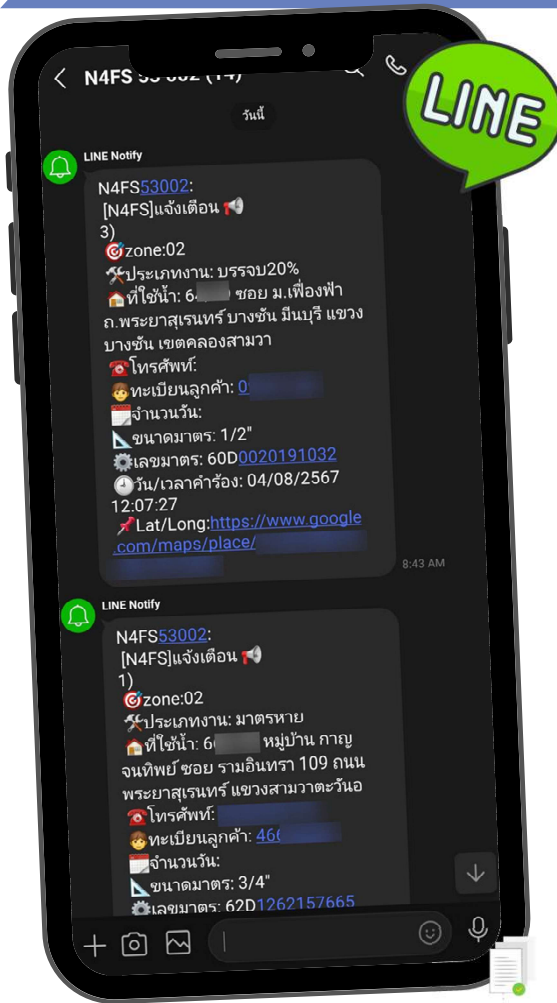 N4FS 53 002 (14)
LINE
วันนี้
LINE Notify
N4FS53002:
[N4FS]แจ้งเตือน
3)
zone:02
ประเภทงาน: บรรจบ20%
ที่ใช้น้ำ: 6 ซอย ม.เฟื่องฟ้า
ถ.พระยาสุเรนทร์ บางชัน มีนบุรี แขวง
บางชัน เขตคลองสามวา
โทรศัพท์:
ทะเบียนลูกค้า: 0
จำนวนวัน:
ขนาดมาตร: 1/2"
เลขมาตร: 60D0020191032
วัน/เวลาคำร้อง: 04/08/2567
12:07:27
Lat/Long:https://www.google
.com/maps/place/
8:43 AM
LINE Notify
N4FS53002:
[N4FS]แจ้งเตือน
1)
zone:02
ประเภทงาน: มาตรหาย
ที่ใช้น้ำ: 6 หมู่บ้าน กาญ
จนทิพย์ ซอย รามอินทรา 109 ถนน
พระยาสุเรนทร์ แขวงสามวาตะวันอ
โทรศัพท์:
ทะเบียนลูกค้า: 466
จำนวนวัน:
ขนาดมาตร: 3/4"
เลขมาตร: 62D1262157665